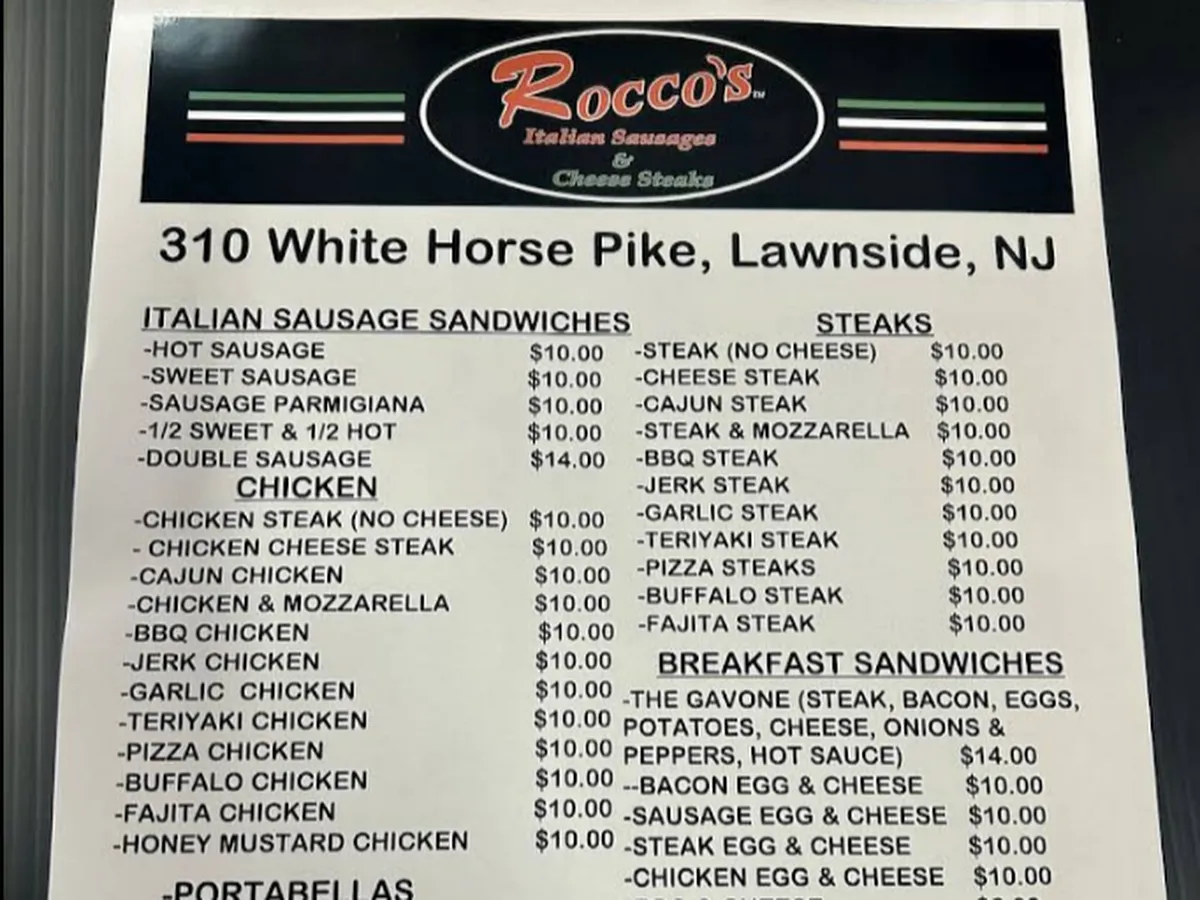 Rocco's™
Italian Sausages
&
Cheese Steaks
310 White Horse Pike, Lawnside, NJ
ITALIAN SAUSAGE SANDWICHES
-HOT SAUSAGE $10.00
-SWEET SAUSAGE $10.00
-SAUSAGE PARMIGIANA $10.00
-1/2 SWEET & 1/2 HOT $10.00
-DOUBLE SAUSAGE $14.00
CHICKEN
-CHICKEN STEAK (NO CHEESE) $10.00
- CHICKEN CHEESE STEAK $10.00
-CAJUN CHICKEN $10.00
-CHICKEN & MOZZARELLA $10.00
-BBQ CHICKEN $10.00
-JERK CHICKEN $10.00
-GARLIC CHICKEN $10.00
-TERIYAKI CHICKEN $10.00
-PIZZA CHICKEN $10.00
-BUFFALO CHICKEN $10.00
-FAJITA CHICKEN $10.00
-HONEY MUSTARD CHICKEN $10.00
-PORTABELLAS
STEAKS
-STEAK (NO CHEESE) $10.00
-CHEESE STEAK $10.00
-CAJUN STEAK $10.00
-STEAK & MOZZARELLA $10.00
-BBQ STEAK $10.00
-JERK STEAK $10.00
-GARLIC STEAK $10.00
-TERIYAKI STEAK $10.00
-PIZZA STEAKS $10.00
-BUFFALO STEAK $10.00
-FAJITA STEAK $10.00
BREAKFAST SANDWICHES
-THE GAVONE (STEAK, BACON, EGGS,
POTATOES, CHEESE, ONIONS &
PEPPERS, HOT SAUCE) $14.00
--BACON EGG & CHEESE $10.00
-SAUSAGE EGG & CHEESE $10.00
-STEAK EGG & CHEESE $10.00
-CHICKEN EGG & CHEESE $10.00